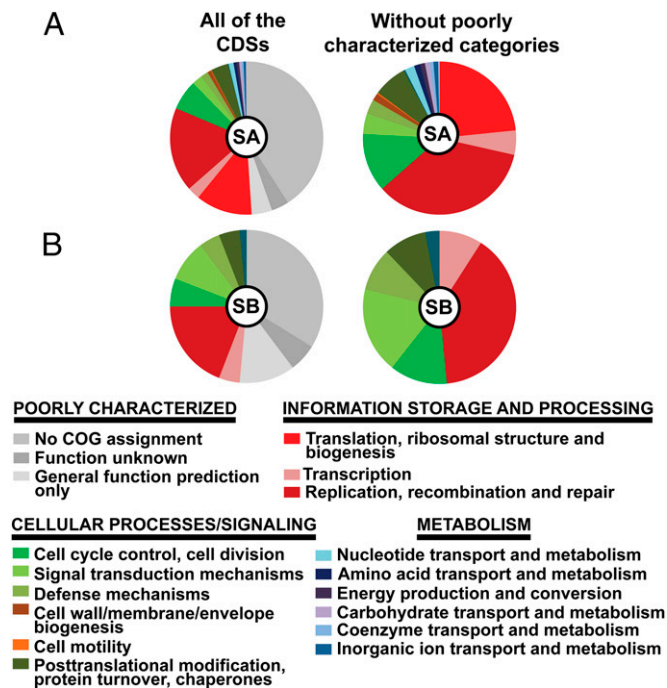 A
All of the
CDSs
Without poorly
characterized categories
SA
SA
B
SB
SB
POORLY CHARACTERIZED
No COG assignment
Function unknown
General function prediction
only
INFORMATION STORAGE AND PROCESSING
Translation, ribosomal structure and
biogenesis
Transcription
Replication, recombination and repair
CELLULAR PROCESSES/SIGNALING
Cell cycle control, cell division
Signal transduction mechanisms
Defense mechanisms
Cell wall/membrane/envelope
biogenesis
Cell motility
Posttranslational modification,
protein turnover, chaperones
METABOLISM
Nucleotide transport and metabolism
Amino acid transport and metabolism
Energy production and conversion
Carbohydrate transport and metabolism
Coenzyme transport and metabolism
Inorganic ion transport and metabolism